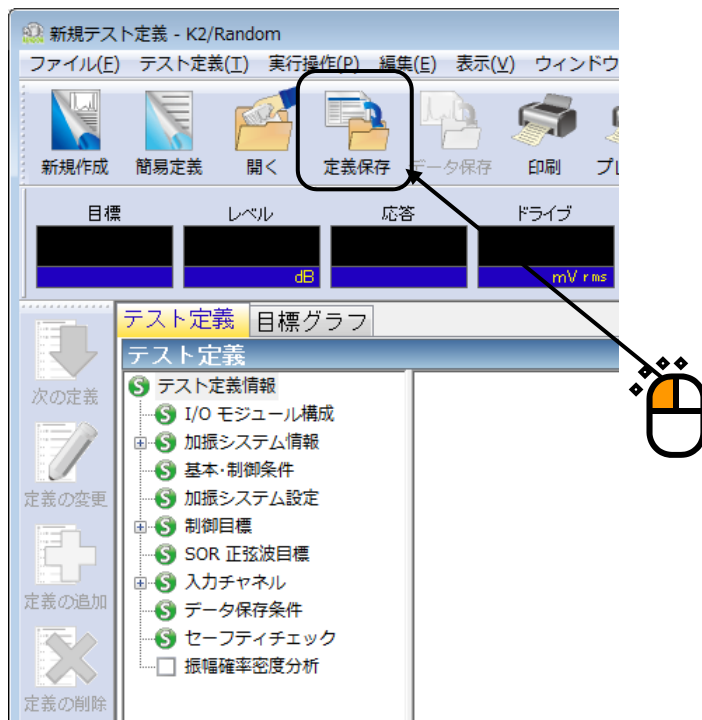 新規テスト定義 - K2/Random
ファイル(F) テスト定義(T) 実行操作(P) 編集(E) 表示(V) ウィンドウ
新規作成 簡易定義 開く 定義保存 データ保存 印刷 プレ
目標 レベル 応答 ドライブ
dB mV rms
テスト定義 目標グラフ
テスト定義
次の定義
定義の変更
定義の追加
定義の削除
テスト定義情報
I/O モジュール構成
加振システム情報
基本・制御条件
加振システム設定
制御目標
SOR 正弦波目標
入力チャネル
データ保存条件
セーフティチェック
振幅確率密度分析